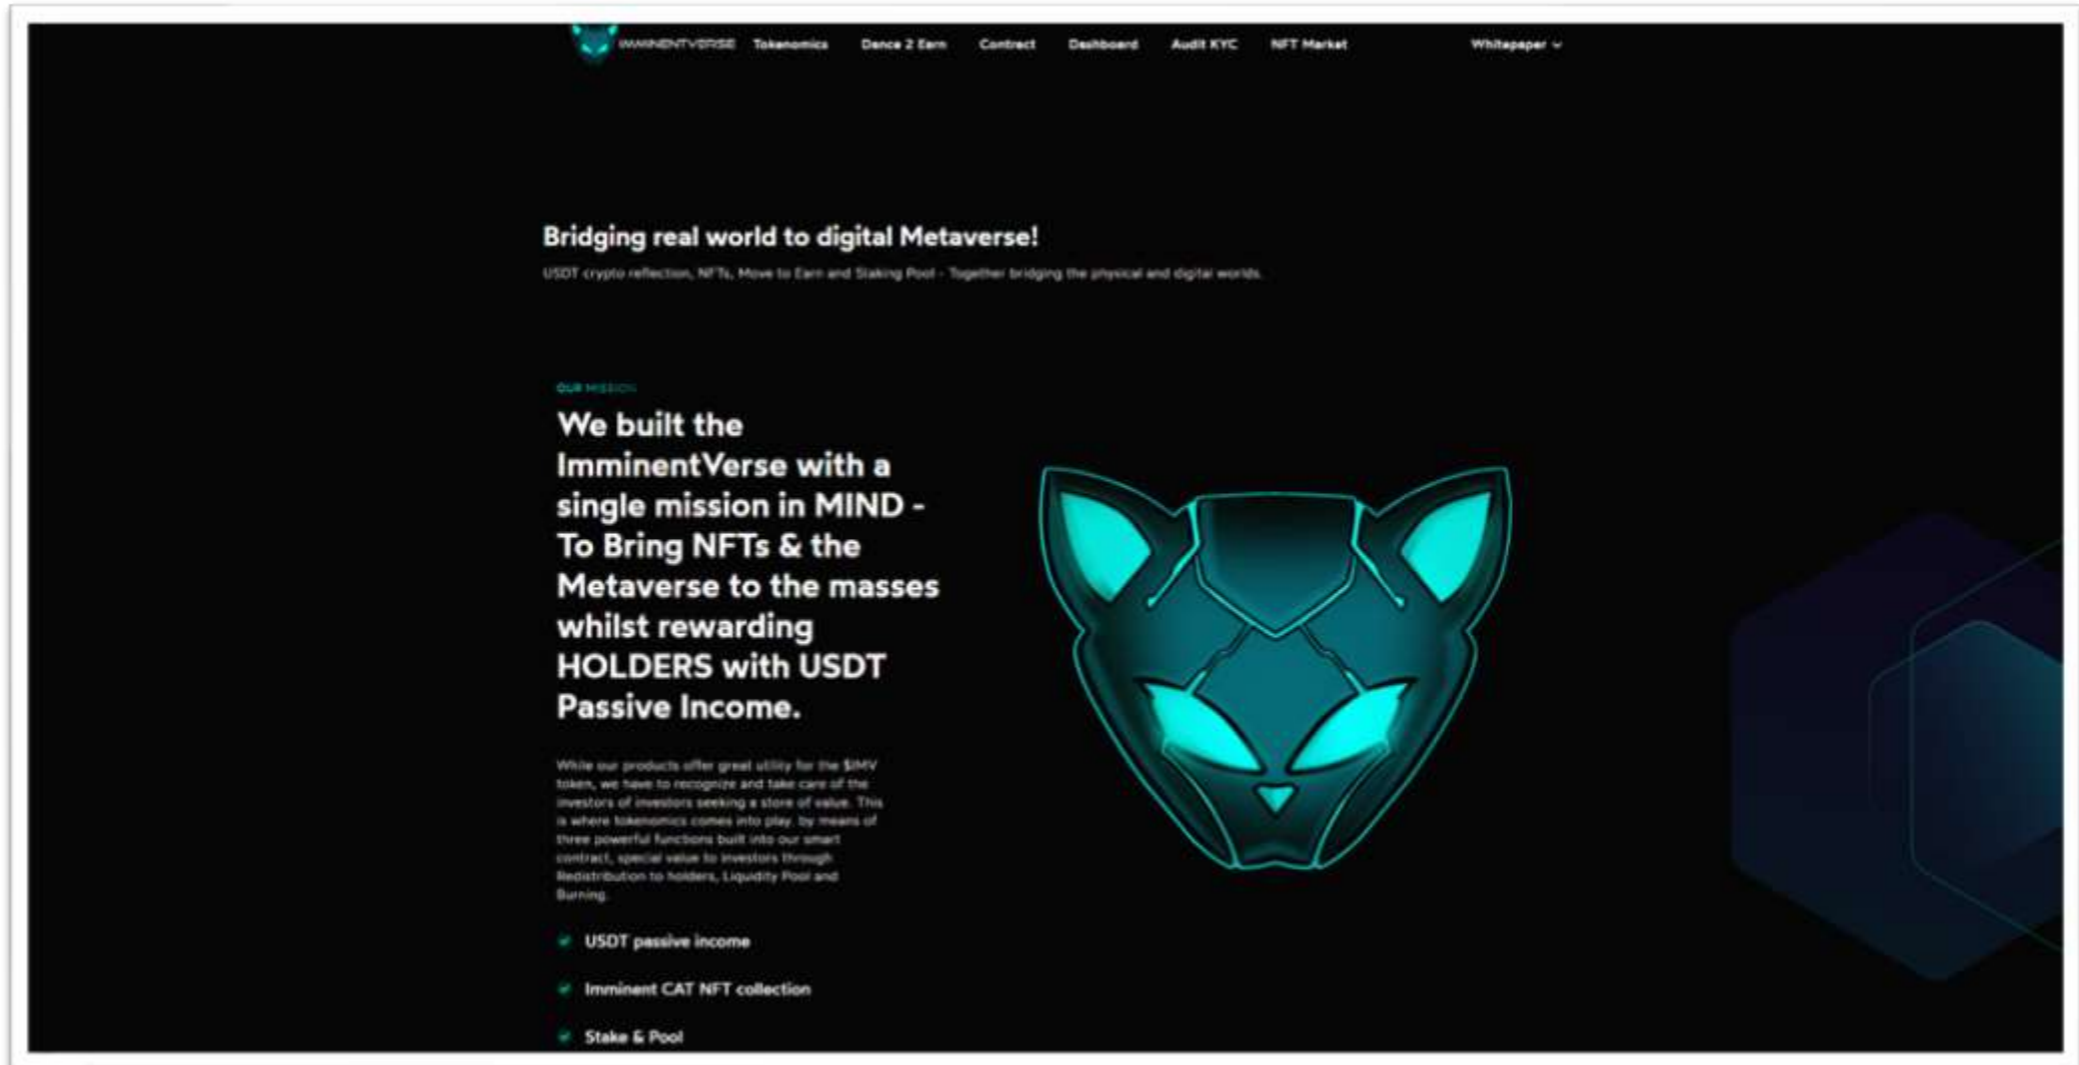 IMMINENTVERSE Tokenomics Dance 2 Earn Contract Dashboard Audit KYC NFT Market Whitepaper
Bridging real world to digital Metaverse!
USDT crypto reflection, NFTs, Move to Earn and Staking Pool - Together bridging the physical and digital worlds.
OUR MISSION
We built the
ImminentVerse with a
single mission in MIND -
To Bring NFTs & the
Metaverse to the masses
whilst rewarding
HOLDERS with USDT
Passive Income.
While our products offer great utility for the $IMV
token, we have to recognize and take care of the
investors of investors seeking a store of value. This
is where tokenomics comes into play, by means of
three powerful functions built into our smart
contract, special value to investors through
Redistribution to holders, Liquidity Pool and
Burning.
USDT passive income
Imminent CAT NFT collection
Stake & Pool